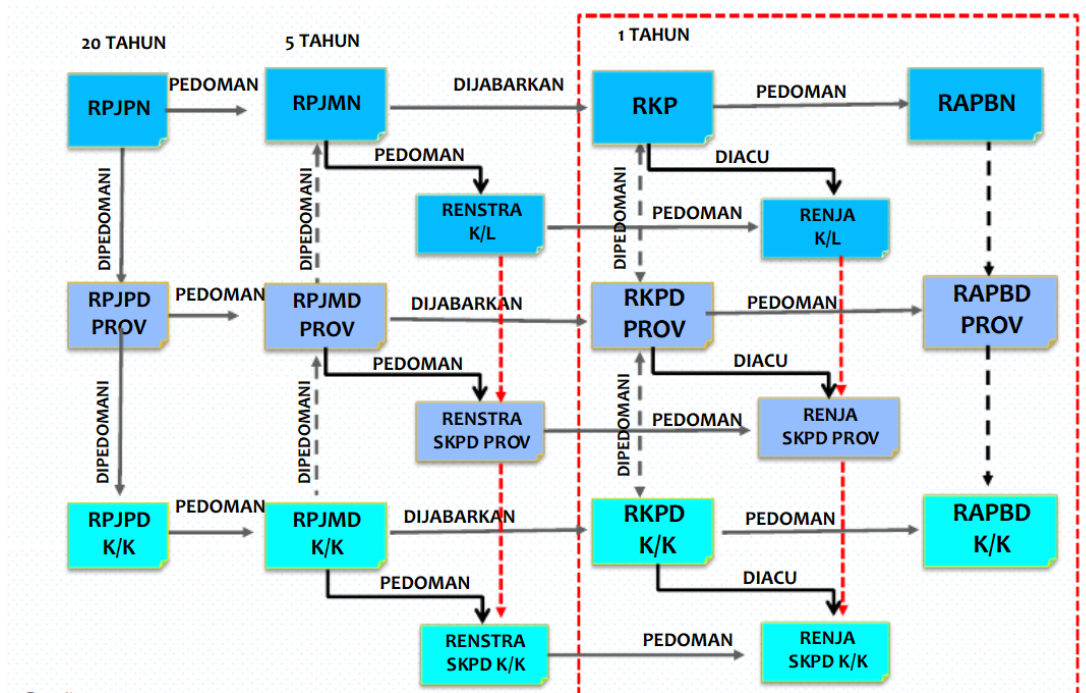 20 TAHUN
5 TAHUN
1 TAHUN
RPJPN
PEDOMAN
RPJMN
DIJABARKAN
RKP
PEDOMAN
RAPBN
DIPEDOMANI
DIPEDOMANI
PEDOMAN
RENSTRA
K/L
PEDOMAN
DIPEDOMANI
DIACU
RENJA
K/L
RPJPD
PROV
PEDOMAN
RPJMD
PROV
DIJABARKAN
RKPD
PROV
PEDOMAN
RAPBD
PROV
DIPEDOMANI
DIPEDOMANI
PEDOMAN
RENSTRA
SKPD PROV
PEDOMAN
DIPEDOMANI
DIACU
RENJA
SKPD PROV
RPJPD
K/K
PEDOMAN
RPJMD
K/K
DIJABARKAN
RKPD
K/K
PEDOMAN
RAPBD
K/K
PEDOMAN
RENSTRA
SKPD K/K
PEDOMAN
DIACU
RENJA
SKPD K/K